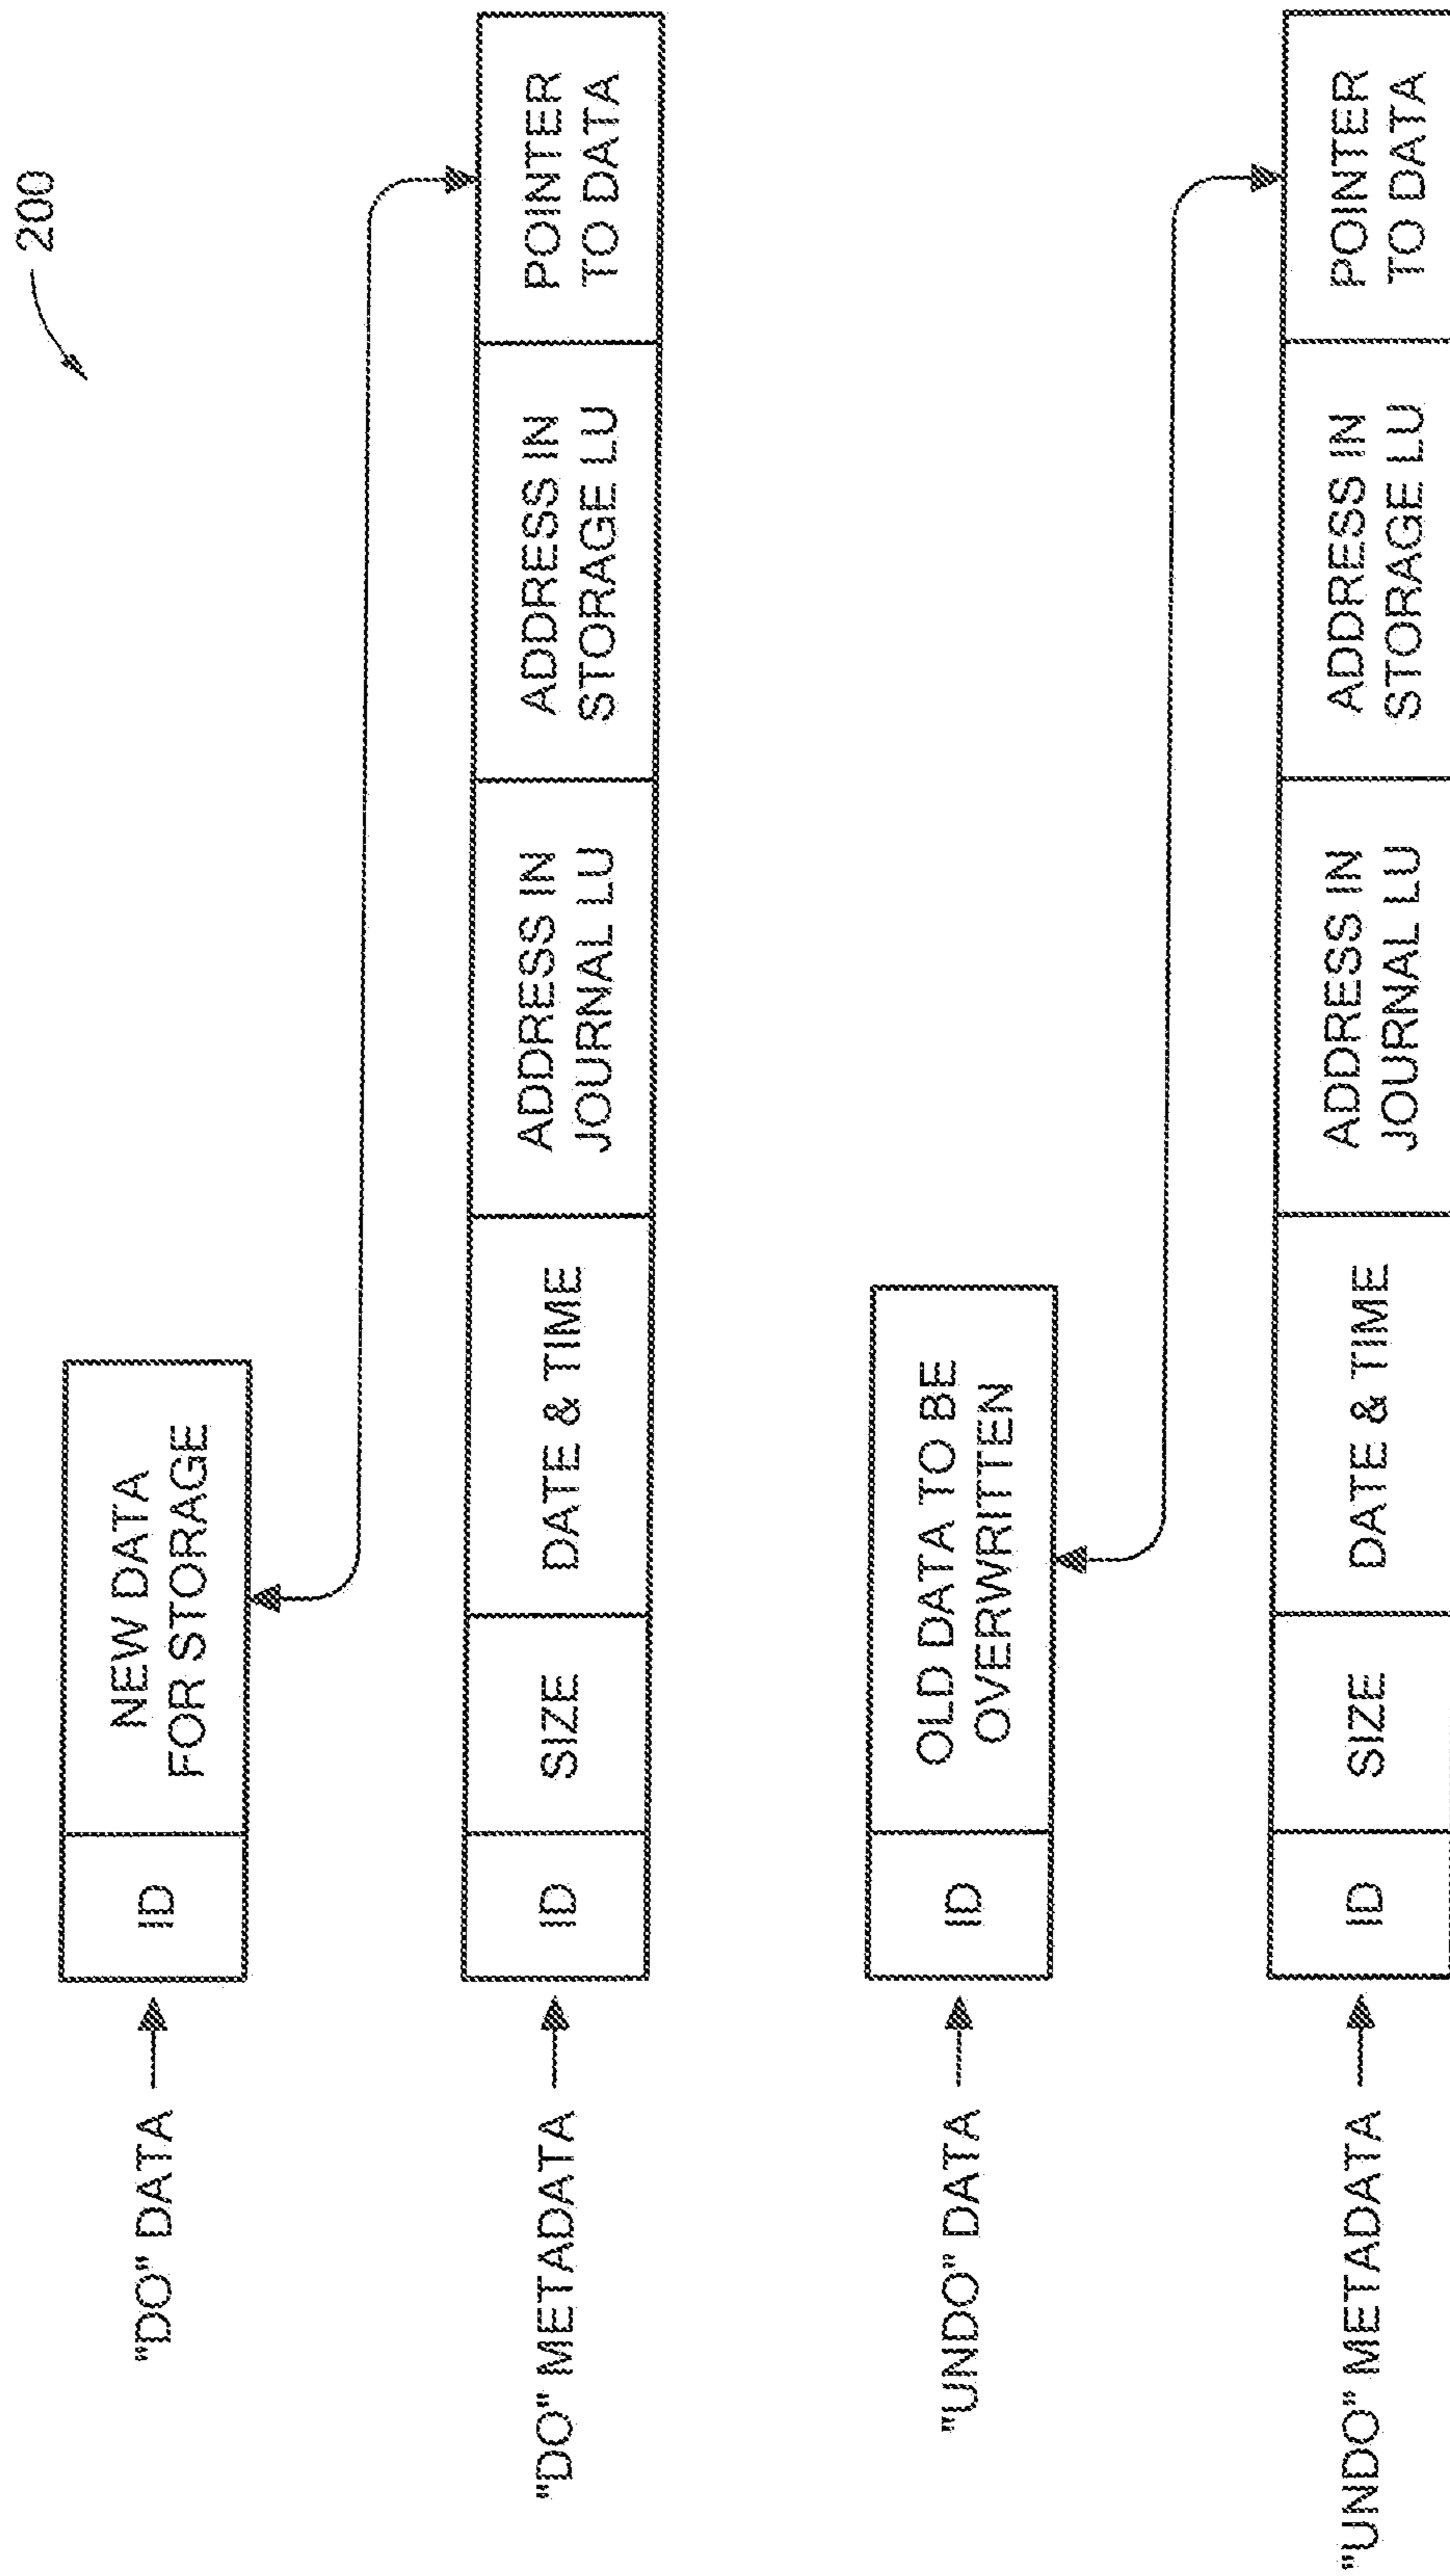 200
"DO" DATA
ID
NEW DATA
FOR STORAGE
"DO" METADATA
ID
SIZE
DATE & TIME
ADDRESS IN
JOURNAL LU
ADDRESS IN
STORAGE LU
POINTER
TO DATA
"UNDO" DATA
ID
OLD DATA TO BE
OVERWRITTEN
"UNDO" METADATA
ID
SIZE
DATE & TIME
ADDRESS IN
JOURNAL LU
ADDRESS IN
STORAGE LU
POINTER
TO DATA